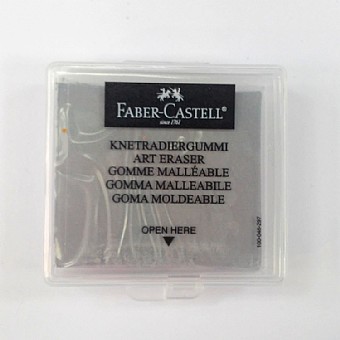 FABER-CASTELL®
since 1761
KNETRADIERGUMMI
ART ERASER
GOMME MALLÉABLE
GOMMA MALLEABILE
GOMA MOLDEABLE
OPEN HERE